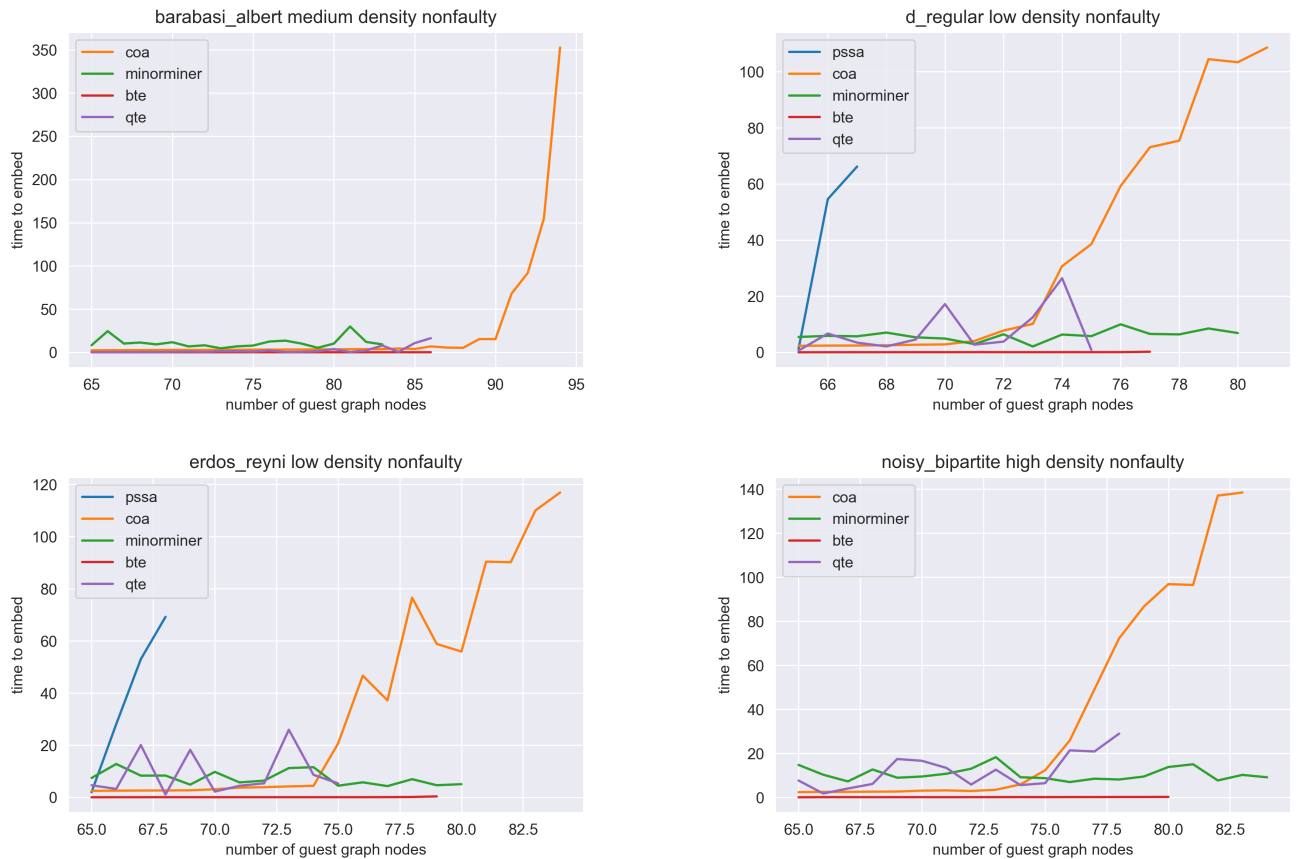 barabasi_albert medium density nonfaulty
coa
minorminer
bte
qte
350
300
250
200
150
100
50
0
time to embed
65 70 75 80 85 90 95
number of guest graph nodes
d_regular low density nonfaulty
pssa
coa
minorminer
bte
qte
100
80
60
40
20
0
time to embed
66 68 70 72 74 76 78 80
number of guest graph nodes
erdos_reyni low density nonfaulty
pssa
coa
minorminer
bte
qte
120
100
80
60
40
20
0
time to embed
65.0 67.5 70.0 72.5 75.0 77.5 80.0 82.5
number of guest graph nodes
noisy_bipartite high density nonfaulty
coa
minorminer
bte
qte
140
120
100
80
60
40
20
0
time to embed
65.0 67.5 70.0 72.5 75.0 77.5 80.0 82.5
number of guest graph nodes